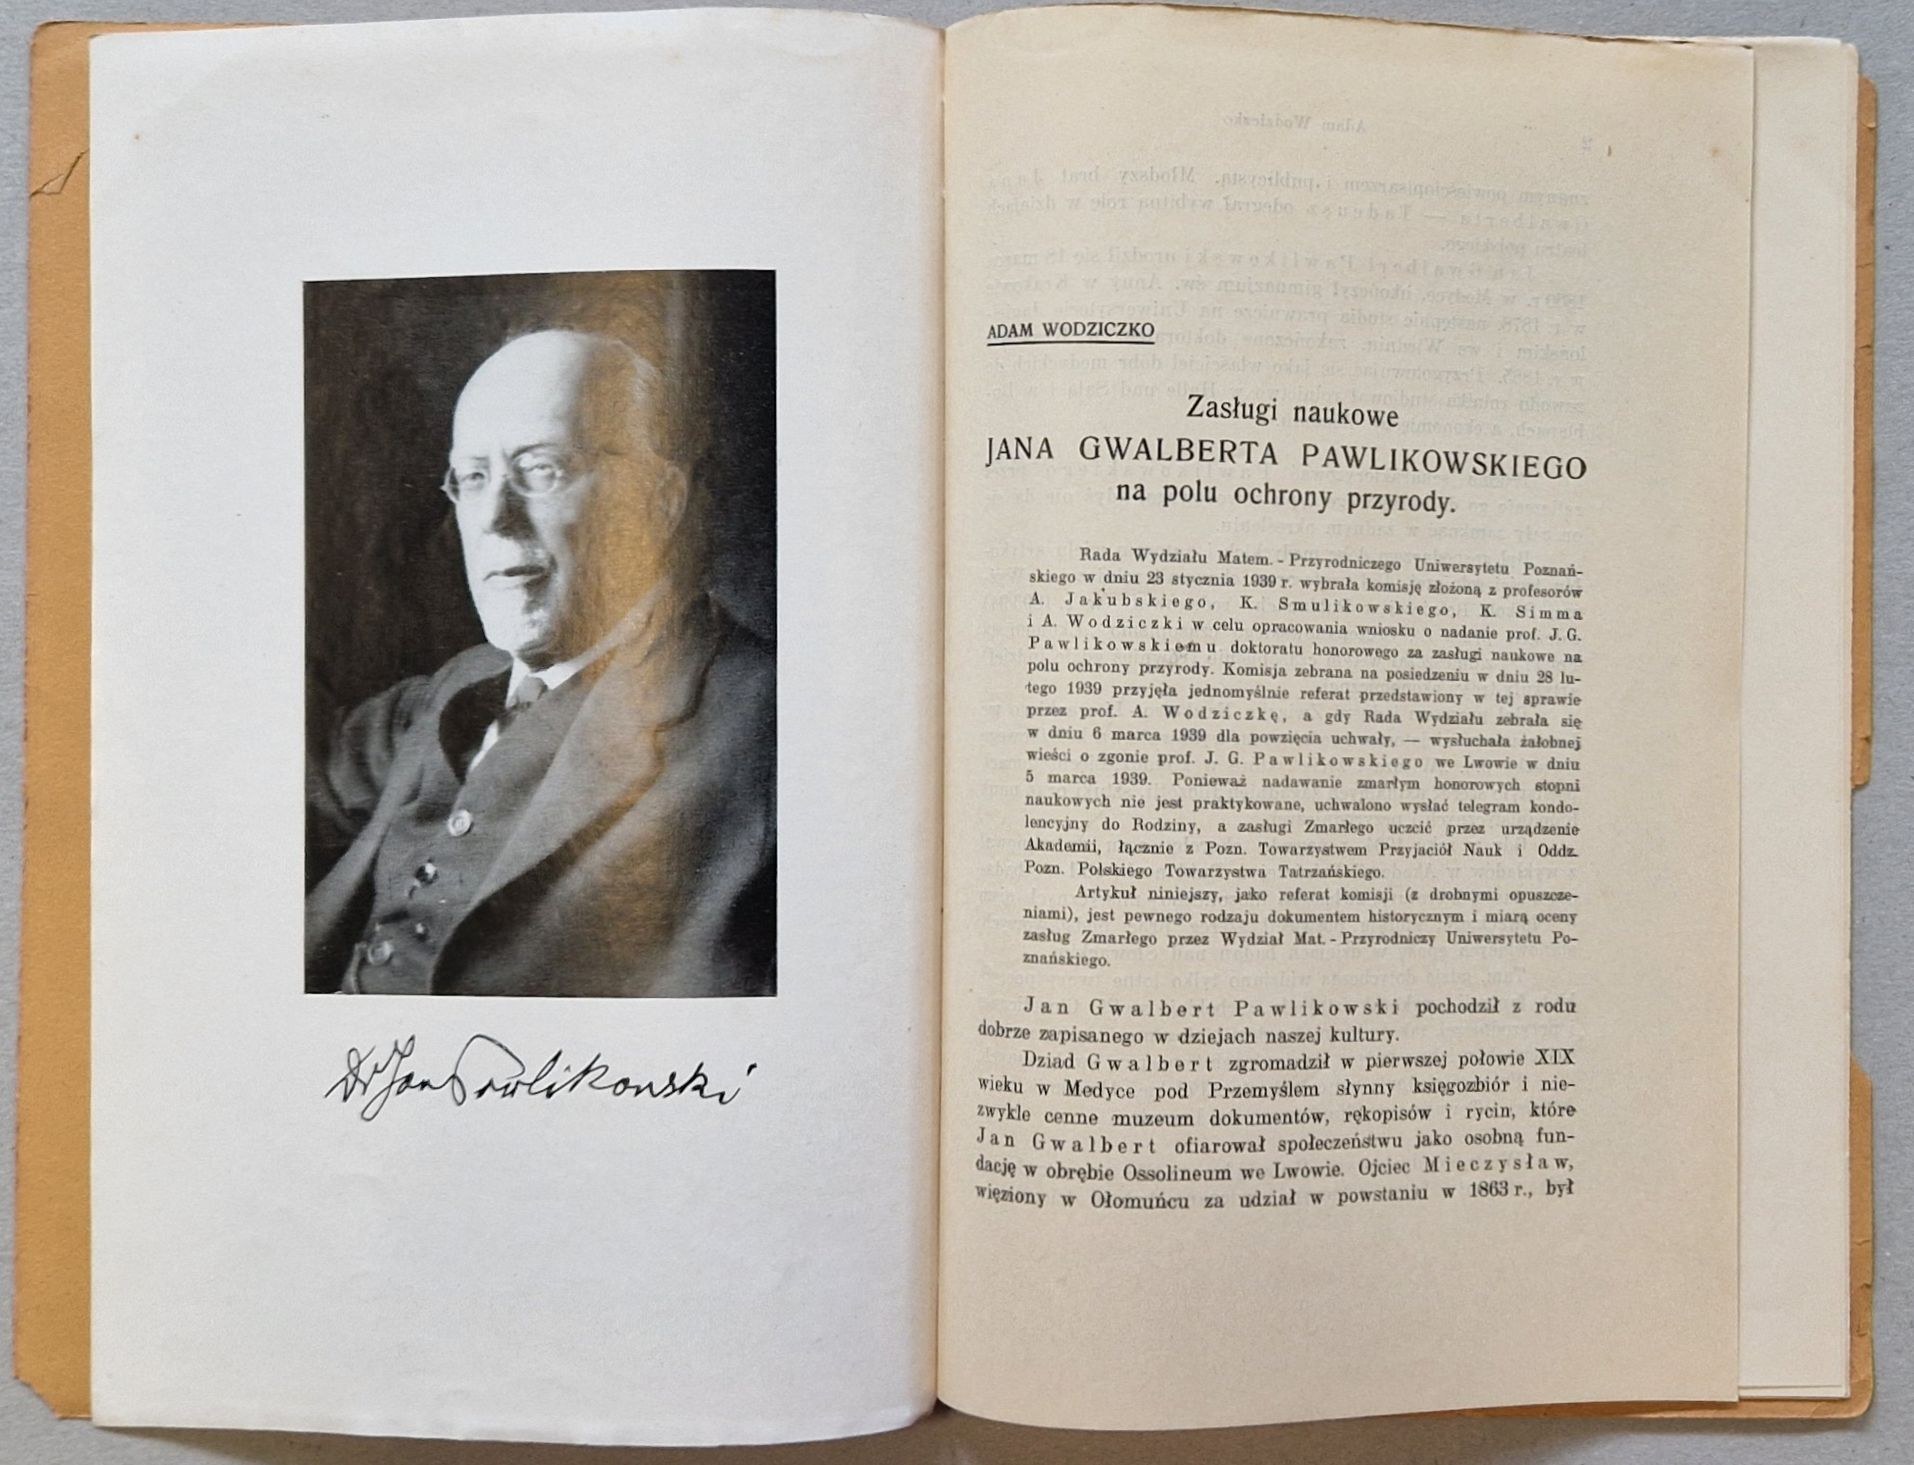 Dr Jan Pawlikowski
ADAM WODZICZKO
Zasługi naukowe
JANA GWALBERTA PAWLIKOWSKIEGO
na polu ochrony przyrody.
Rada Wydziału Matem. - Przyrodniczego Uniwersytetu Poznań-
skiego w dniu 23 stycznia 1939 r. wybrała komisję złożoną z profesorów
A. Jakubskiego, K. Smulikowskiego, K. Simma
i A. Wodziczki w celu opracowania wniosku o nadanie prof. J. G.
Pawlikowskiemu doktoratu honorowego za zasługi naukowe na
polu ochrony przyrody. Komisja zebrana na posiedzeniu w dniu 28 lu-
tego 1939 przyjęła jednomyślnie referat przedstawiony w tej sprawie
przez prof. A. Wodziczkę, a gdy Rada Wydziału zebrała się
w dniu 6 marca 1939 dla powzięcia uchwały, — wysłuchała żałobnej
wieści o zgonie prof. J. G. Pawlikowskiego we Lwowie w dniu
5 marca 1939. Ponieważ nadawanie zmarłym honorowych stopni
naukowych nie jest praktykowane, uchwalono wysłać telegram kondo-
lencyjny do Rodziny, a zasługi Zmarłego uczcić przez urządzenie
Akademii, łącznie z Pozn. Towarzystwem Przyjaciół Nauk i Oddz.
Pozn. Polskiego Towarzystwa Tatrzańskiego.
Artykuł niniejszy, jako referat komisji (z drobnymi opuszcze-
niami), jest pewnego rodzaju dokumentem historycznym i miarą oceny
zasług Zmarłego przez Wydział Mat. - Przyrodniczy Uniwersytetu Po-
znańskiego.
Jan Gwalbert Pawlikowski pochodził z rodu
dobrze zapisanego w dziejach naszej kultury.
Dziad Gwalbert zgromadził w pierwszej połowie XIX
wieku w Medyce pod Przemyślem słynny księgozbiór i nie-
zwykle cenne muzeum dokumentów, rękopisów i rycin, które
Jan Gwalbert ofiarował społeczeństwu jako osobną fun-
dację w obrębie Ossolineum we Lwowie. Ojciec Mieczysław,
więziony w Ołomuńcu za udział w powstaniu w 1863 r., był